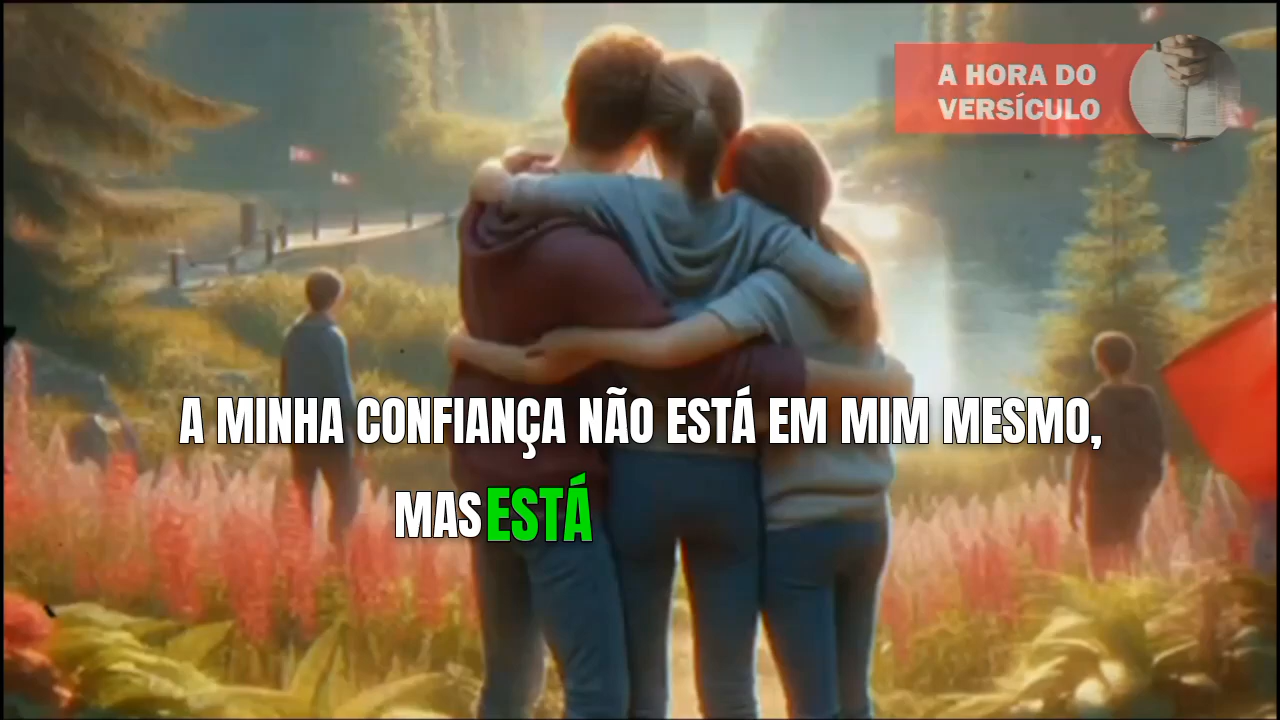 A HORA DO
VERSÍCULO
A MINHA CONFIANÇA NÃO ESTÁ EM MIM MESMO,
MAS ESTÁ